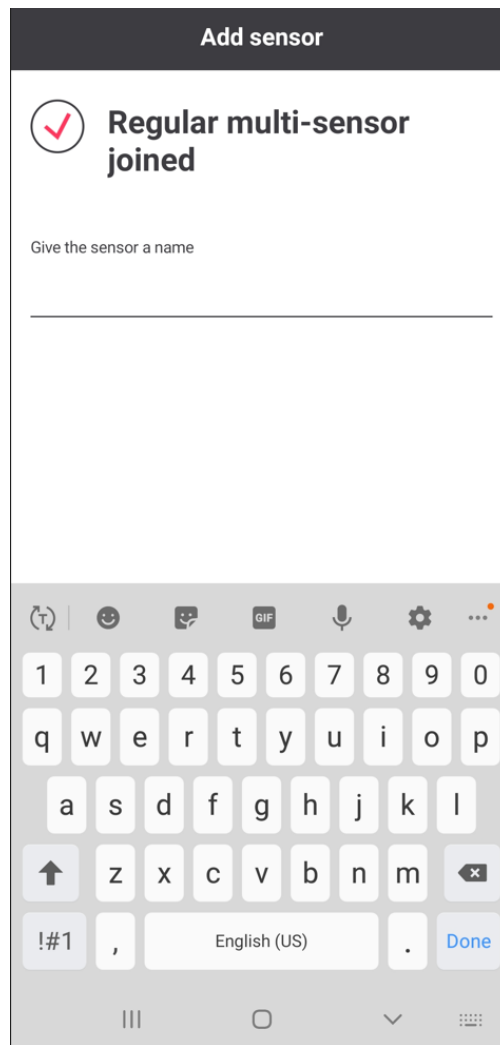 Add sensor
Regular multi-sensor
joined
Give the sensor a name
T
GIF
1 2 3 4 5 6 7 8 9 0
q w e r t y u i o p
a s d f g h j k l
z x c v b n m
!#1 , English (US) . Done